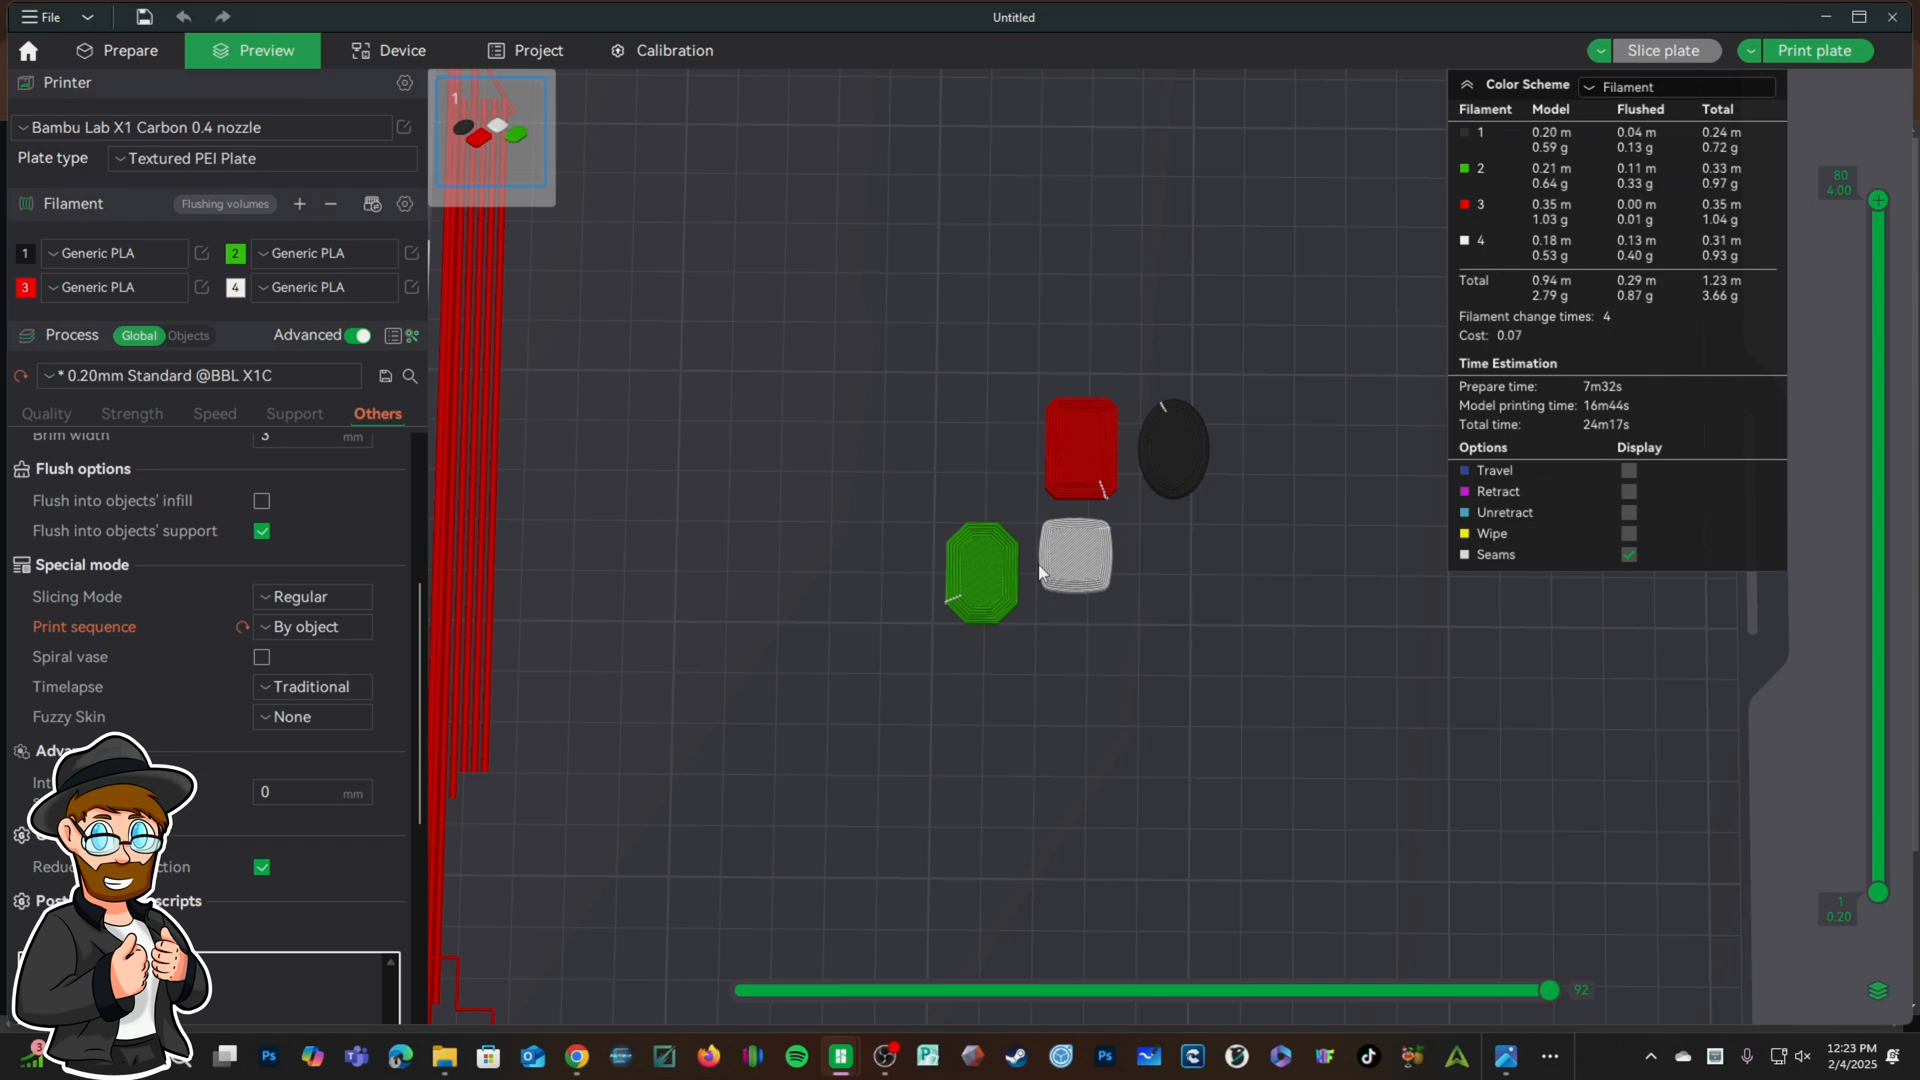 File
Untitled
Prepare
Preview
Device
Project
Calibration
Slice plate
Print plate
Printer
Bambu Lab X1 Carbon 0.4 nozzle
Plate type
Textured PEI Plate
Filament
Flushing volumes
1
Generic PLA
2
Generic PLA
3
Generic PLA
4
Generic PLA
Process
Global
Objects
Advanced
* 0.20mm Standard @BBL X1C
Quality
Strength
Speed
Support
Others
Brim width
3 mm
Flush options
Flush into objects' infill
Flush into objects' support
Special mode
Slicing Mode
Regular
Print sequence
By object
Spiral vase
Timelapse
Traditional
Fuzzy Skin
None
0 mm
scripts
1
Color Scheme
Filament
Filament Model Flushed Total
1 0.20 m 0.04 m 0.24 m
0.59 g 0.13 g 0.72 g
2 0.21 m 0.11 m 0.33 m
0.64 g 0.33 g 0.97 g
3 0.35 m 0.00 m 0.35 m
1.03 g 0.01 g 1.04 g
4 0.18 m 0.13 m 0.31 m
0.53 g 0.40 g 0.93 g
Total 0.94 m 0.29 m 1.23 m
2.79 g 0.87 g 3.66 g
Filament change times: 4
Cost: 0.07
Time Estimation
Prepare time: 7m32s
Model printing time: 16m44s
Total time: 24m17s
Options Display
Travel
Retract
Unretract
Wipe
Seams
80
4.00
1
0.20
92
3
12:23 PM
2/4/2025